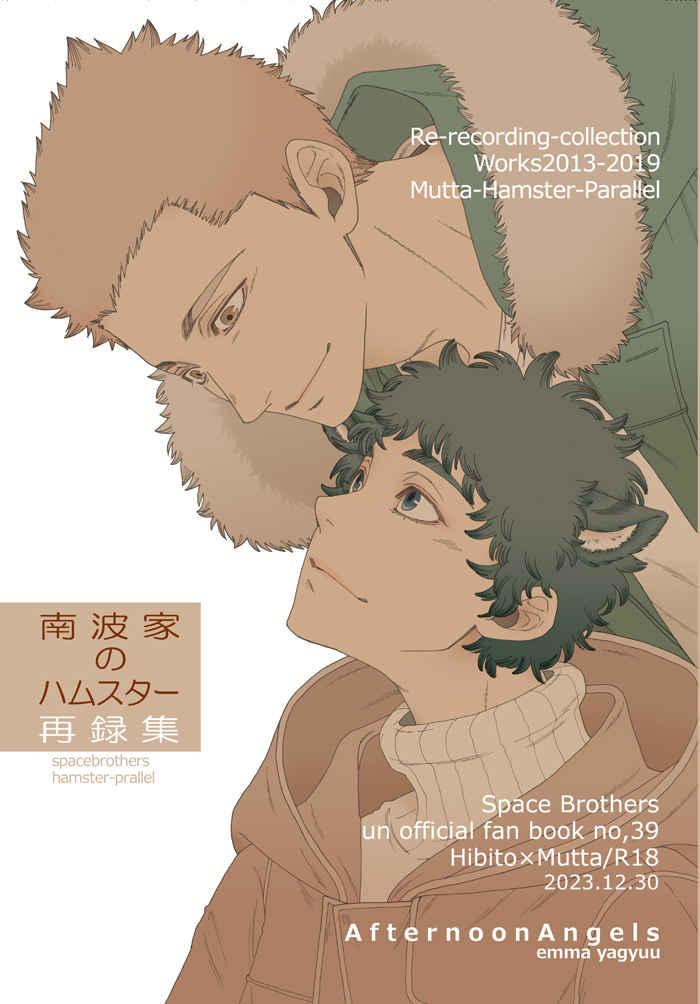 Re-recording-collection
Works2013-2019
Mutta-Hamster-Parallel
南波家
の
ハムスター
再録集
spacebrothers
hamster-prallel
Space Brothers
un official fan book no,39
Hibito×Mutta/R18
2023.12.30
AfternoonAngels
emma yagyuu